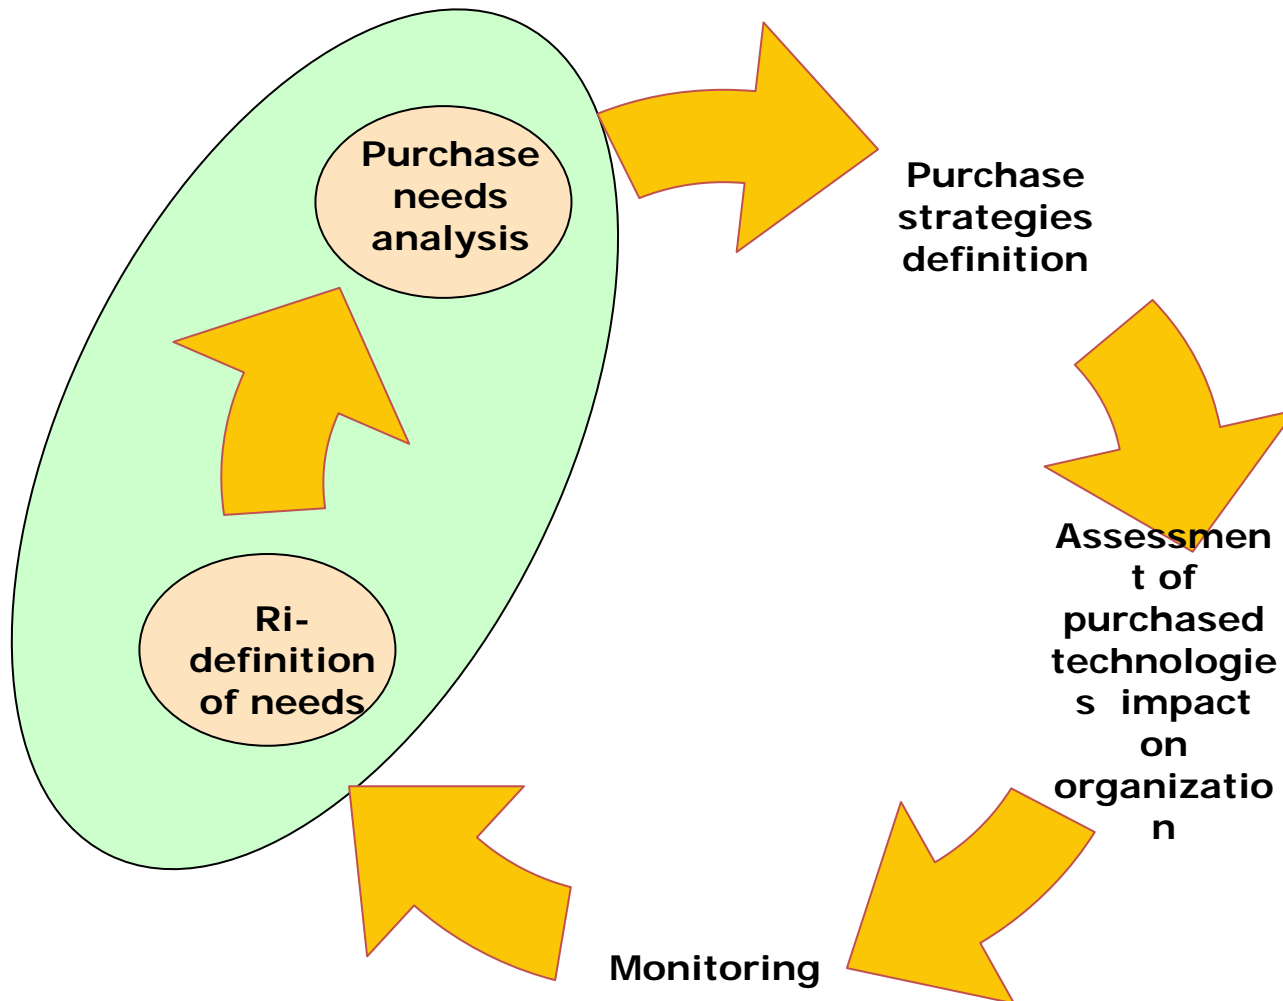 Purchase
needs
analysis
Purchase
strategies
definition
Assessmen
t of
purchased
technologie
s impact
on
organizatio
n
Monitoring
Ri-
definition
of needs